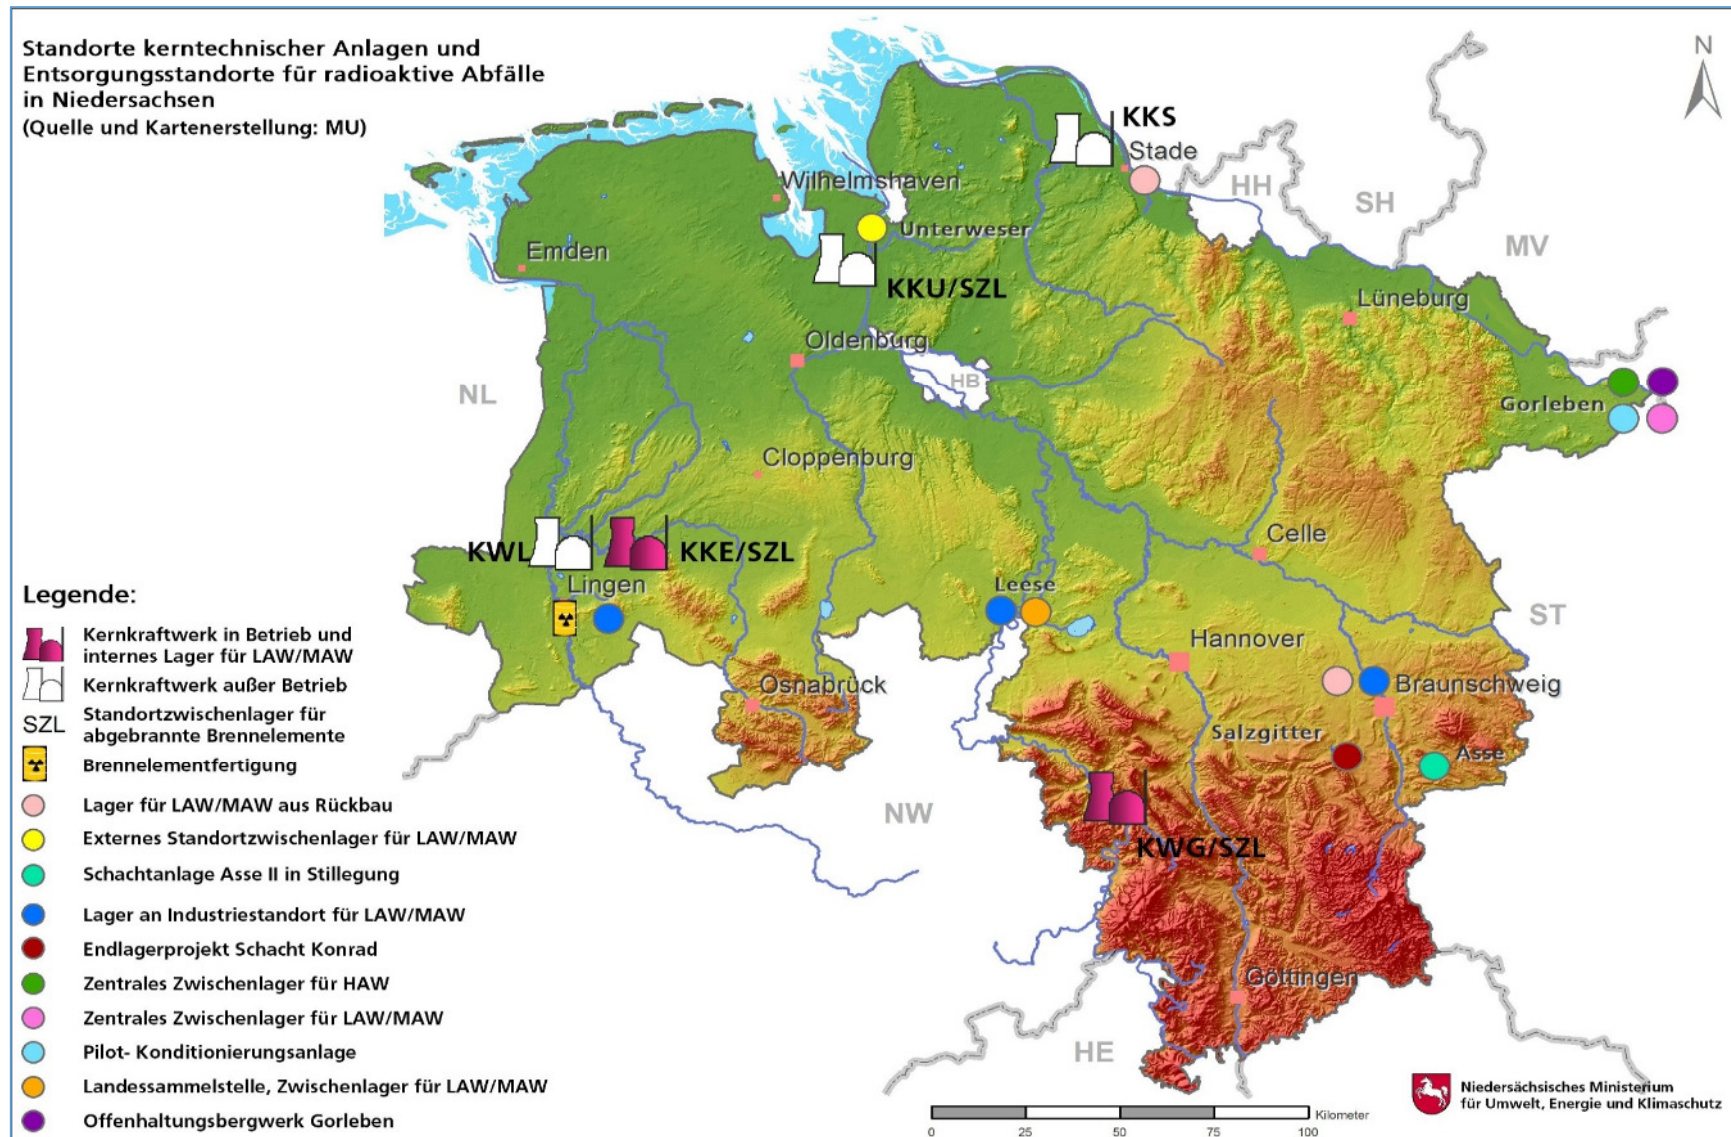 Standorte kerntechnischer Anlagen und
Entsorgungsstandorte für radioaktive Abfälle
in Niedersachsen
(Quelle und Kartenerstellung: MU)
N
KKS
Stade
HH
SH
MV
Wilhelmshaven
Unterweser
Emden
KKU/SZL
Lüneburg
Oldenburg
HB
NL
Gorleben
Cloppenburg
Celle
KWL
KKE/SZL
Lingen
Leese
ST
Hannover
Osnabrück
Braunschweig
Salzgitter
Asse
NW
KWG/SZL
Göttingen
HE
Legende:
Kernkraftwerk in Betrieb und
internes Lager für LAW/MAW
Kernkraftwerk außer Betrieb
SZL Standortzwischenlager für
abgebrannte Brennelemente
Brennelementfertigung
Lager für LAW/MAW aus Rückbau
Externes Standortzwischenlager für LAW/MAW
Schachtanlage Asse II in Stillegung
Lager an Industriestandort für LAW/MAW
Endlagerprojekt Schacht Konrad
Zentrales Zwischenlager für HAW
Zentrales Zwischenlager für LAW/MAW
Pilot- Konditionierungsanlage
Landessammelstelle, Zwischenlager für LAW/MAW
Offenhaltungsbergwerk Gorleben
Kilometer
0 25 50 75 100
Niedersächsisches Ministerium
für Umwelt, Energie und Klimaschutz